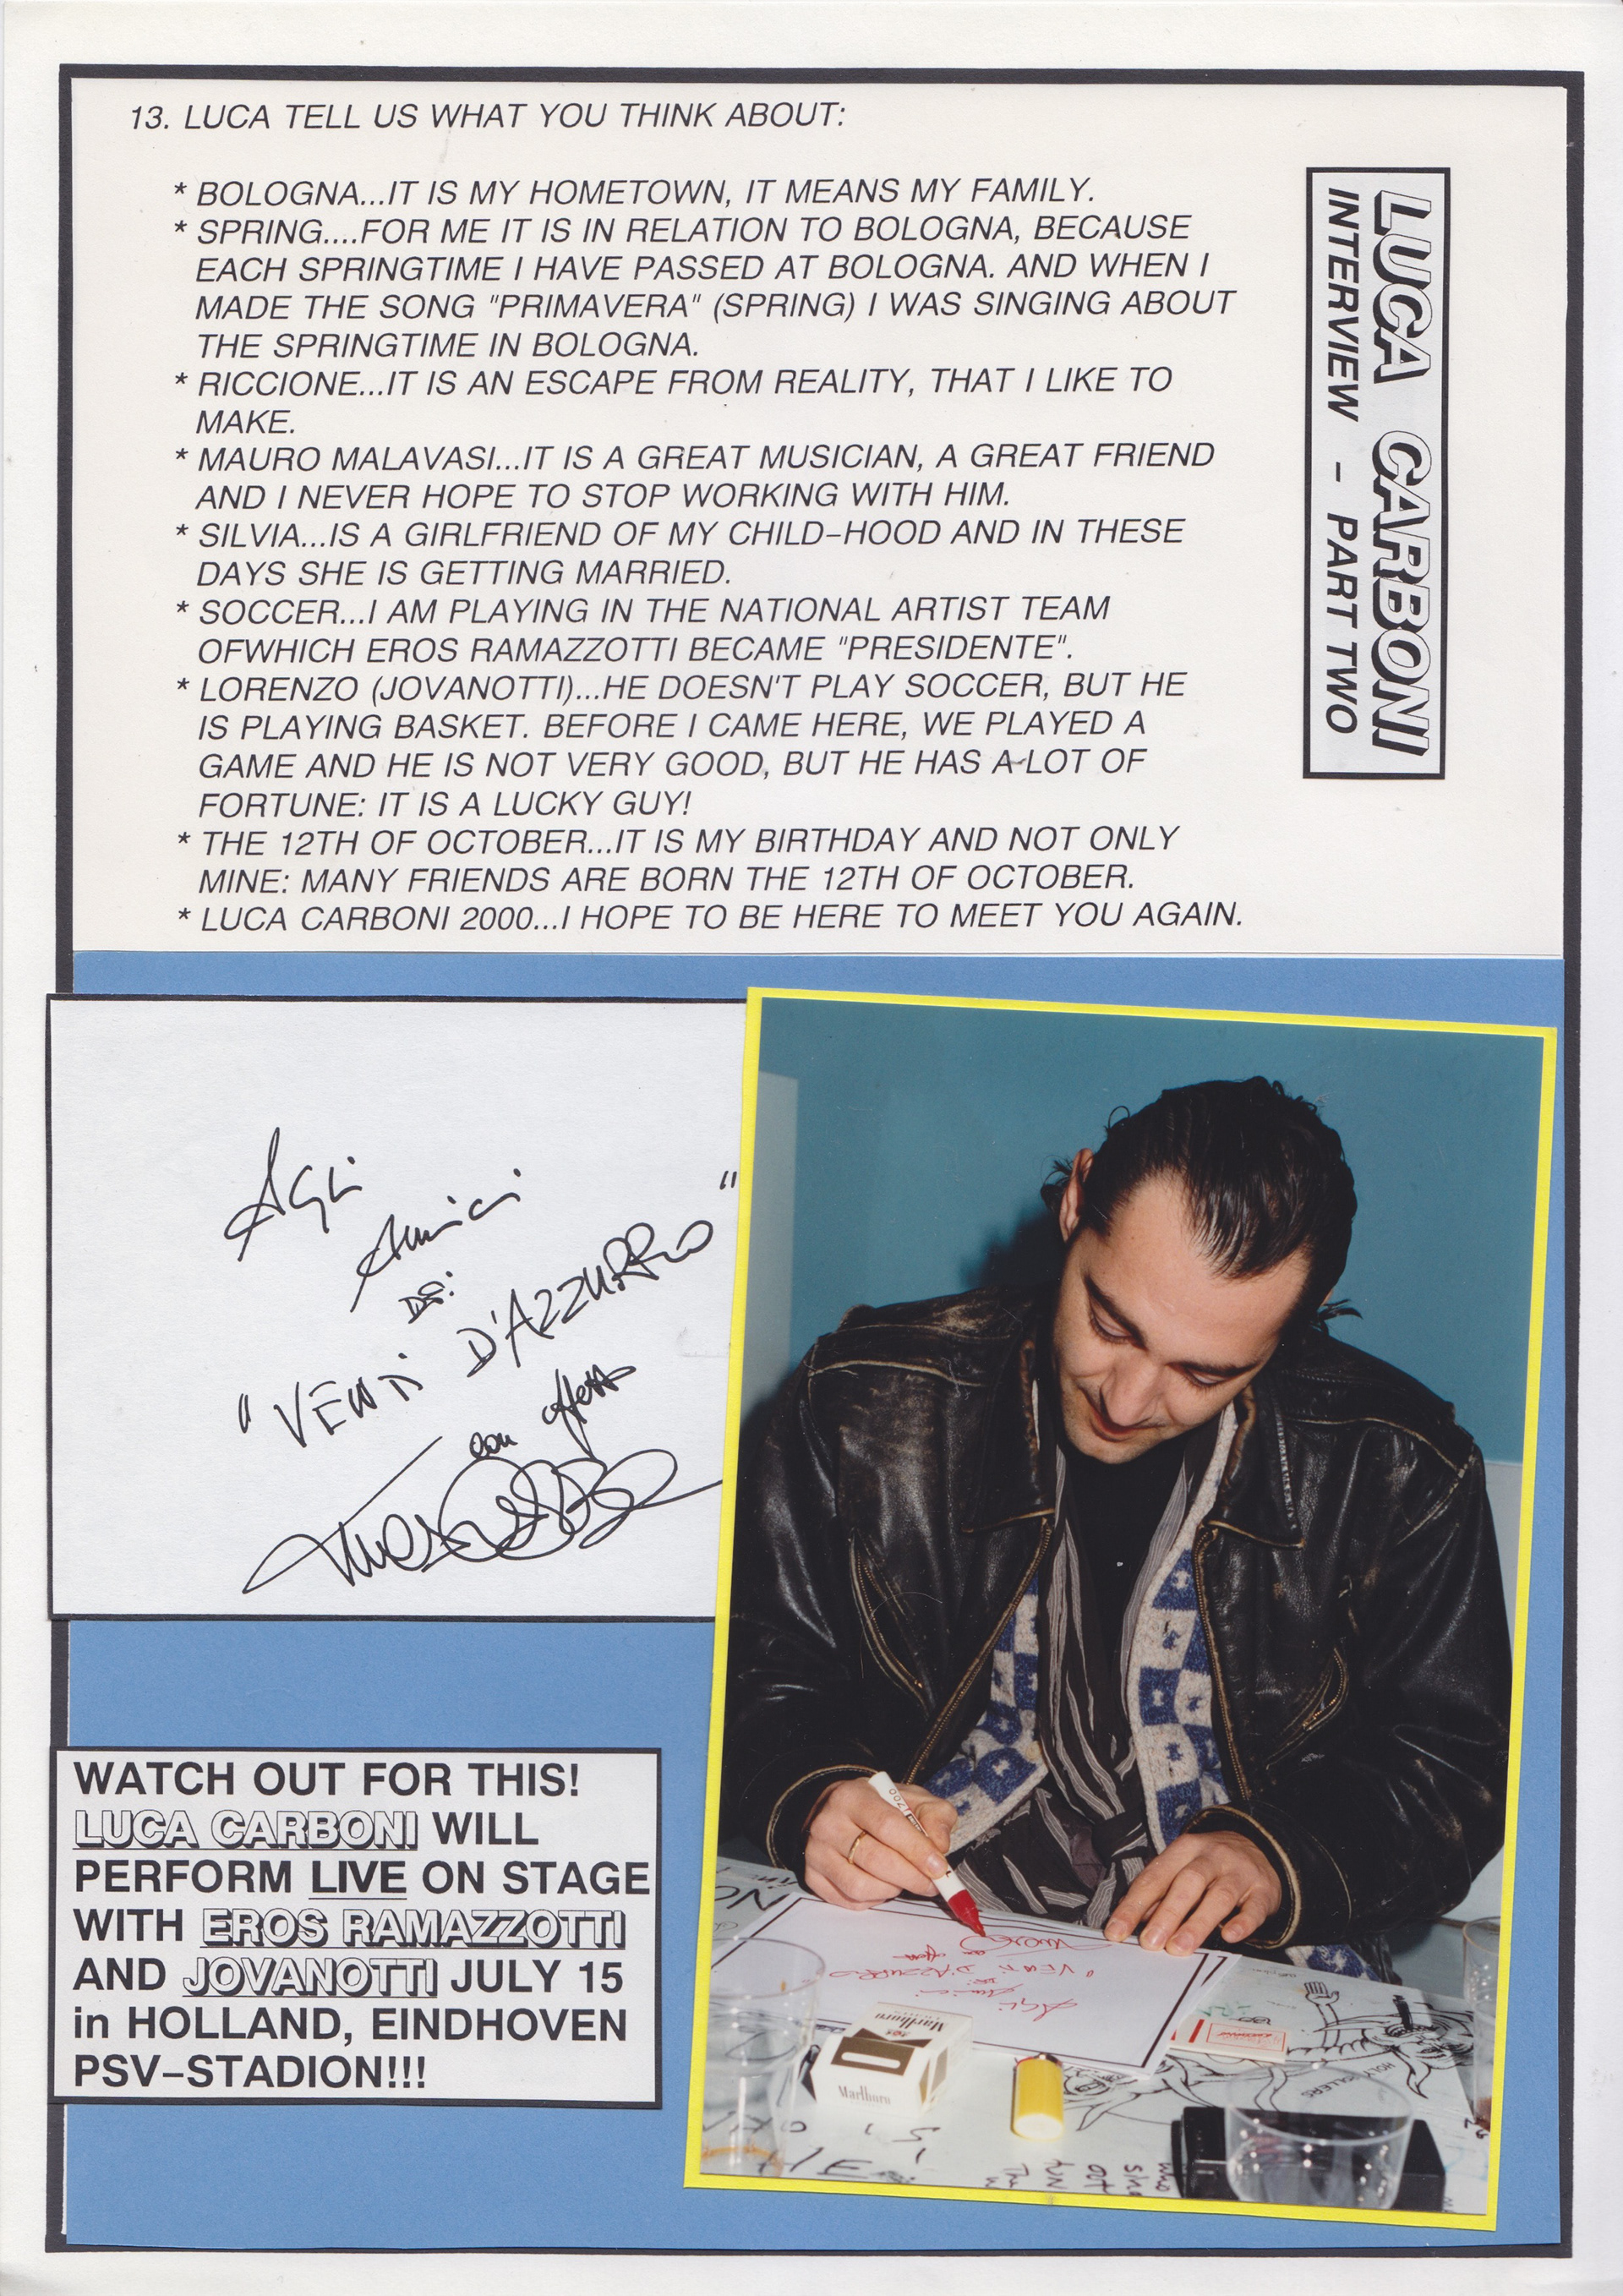 13. LUCA TELL US WHAT YOU THINK ABOUT:
* BOLOGNA...IT IS MY HOMETOWN, IT MEANS MY FAMILY.
* SPRING....FOR ME IT IS IN RELATION TO BOLOGNA, BECAUSE
EACH SPRINGTIME I HAVE PASSED AT BOLOGNA. AND WHEN I
MADE THE SONG "PRIMAVERA" (SPRING) I WAS SINGING ABOUT
THE SPRINGTIME IN BOLOGNA.
* RICCIONE...IT IS AN ESCAPE FROM REALITY, THAT I LIKE TO
MAKE.
* MAURO MALAVASI...IT IS A GREAT MUSICIAN, A GREAT FRIEND
AND I NEVER HOPE TO STOP WORKING WITH HIM.
* SILVIA...IS A GIRLFRIEND OF MY CHILD-HOOD AND IN THESE
DAYS SHE IS GETTING MARRIED.
* SOCCER...I AM PLAYING IN THE NATIONAL ARTIST TEAM
OFWHICH EROS RAMAZZOTTI BECAME "PRESIDENTE".
* LORENZO (JOVANOTTI)...HE DOESN'T PLAY SOCCER, BUT HE
IS PLAYING BASKET. BEFORE I CAME HERE, WE PLAYED A
GAME AND HE IS NOT VERY GOOD, BUT HE HAS A LOT OF
FORTUNE: IT IS A LUCKY GUY!
* THE 12TH OF OCTOBER...IT IS MY BIRTHDAY AND NOT ONLY
MINE: MANY FRIENDS ARE BORN THE 12TH OF OCTOBER.
* LUCA CARBONI 2000...I HOPE TO BE HERE TO MEET YOU AGAIN.
LUCA CARBONI
INTERVIEW - PART TWO
Agli
Amici
di:
"VENTI D'AZZURRO"
con affetto
WATCH OUT FOR THIS!
LUCA CARBONI WILL
PERFORM LIVE ON STAGE
WITH EROS RAMAZZOTTI
AND JOVANOTTI JULY 15
in HOLLAND, EINDHOVEN
PSV-STADION!!!
Agli
Amici
di:
"VENTI D'AZZURRO
con affetto
Marlboro
Marlboro